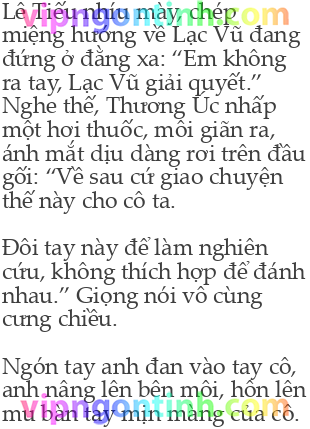 Lê Tiếu nhíu mày, chép
miệng hướng về Lạc Vũ đang
đứng ở đằng xa: “Em không
ra tay, Lạc Vũ giải quyết.”
Nghe thế, Thương Úc nhấp
một hơi thuốc, môi giãn ra,
ánh mắt dịu dàng rơi trên đầu
gối: “Về sau cứ giao chuyện
thế này cho cô ta.
Đôi tay này để làm nghiên
cứu, không thích hợp để đánh
nhau.” Giọng nói vô cùng
cưng chiều.
Ngón tay anh đan vào tay cô,
anh nâng lên bên môi, hôn lên
mu bàn tay mịn màng của cô.
vipngontinh.com
vipngontinh.com
vipngontinh.com